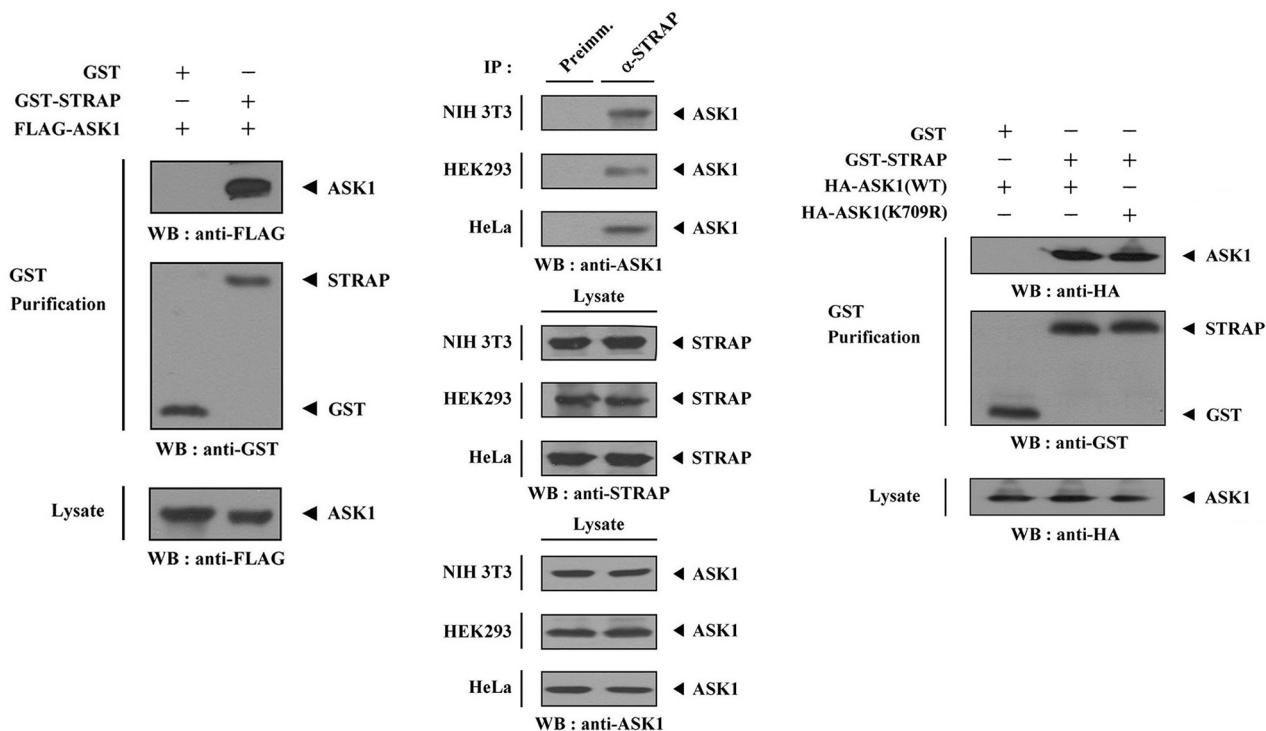 GST + −
GST-STRAP − +
FLAG-ASK1 + +
ASK1
WB : anti-FLAG
GST
Purification
STRAP
GST
WB : anti-GST
Lysate
ASK1
WB : anti-FLAG
IP :
Preimm.
α-STRAP
NIH 3T3
ASK1
HEK293
ASK1
HeLa
ASK1
WB : anti-ASK1
Lysate
NIH 3T3
STRAP
HEK293
STRAP
HeLa
STRAP
WB : anti-STRAP
Lysate
NIH 3T3
ASK1
HEK293
ASK1
HeLa
ASK1
WB : anti-ASK1
GST + − −
GST-STRAP − + +
HA-ASK1(WT) + + −
HA-ASK1(K709R) − − +
ASK1
WB : anti-HA
GST
Purification
STRAP
GST
WB : anti-GST
Lysate
ASK1
WB : anti-HA